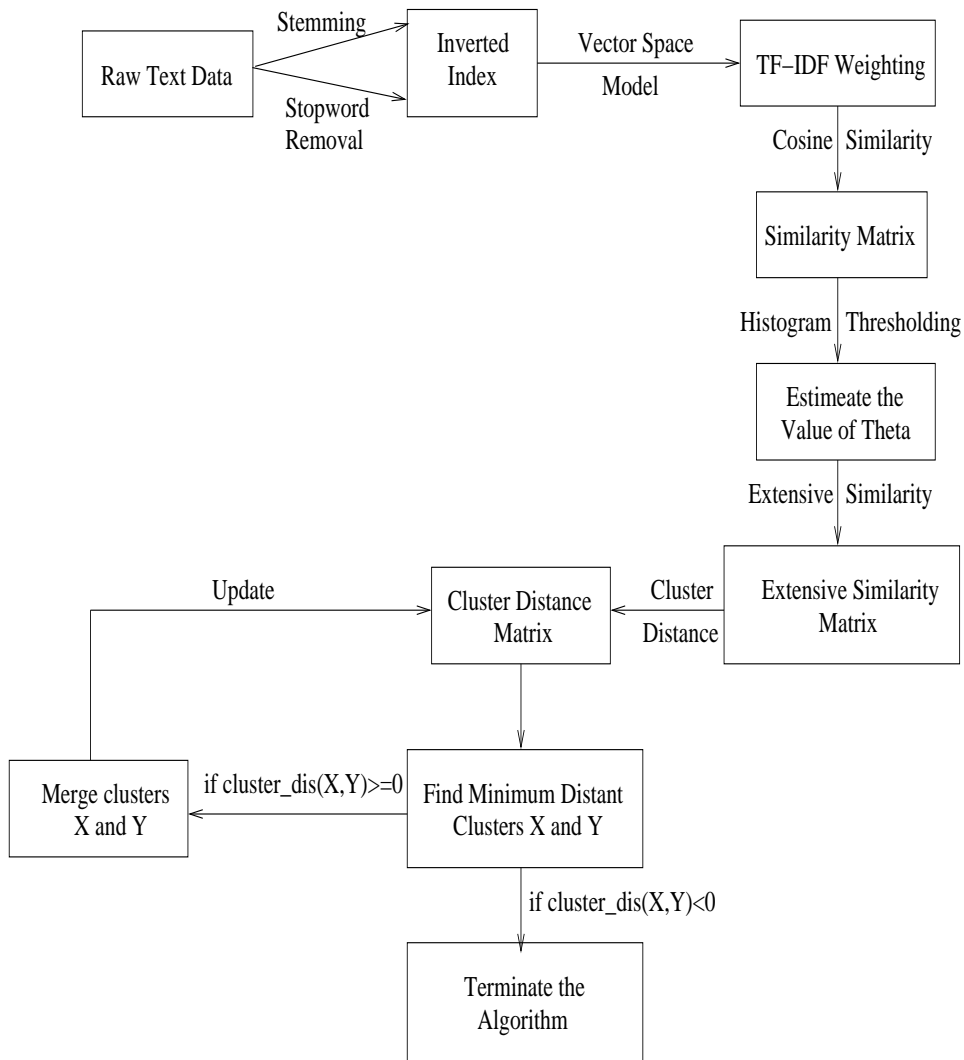 Stemming
Raw Text Data
Stopword
Removal
Inverted
Index
Vector Space
Model
TF–IDF Weighting
Cosine Similarity
Similarity Matrix
Histogram Thresholding
Estimeate the
Value of Theta
Extensive Similarity
Extensive Similarity
Matrix
Cluster
Distance
Cluster Distance
Matrix
Update
Find Minimum Distant
Clusters X and Y
if cluster_dis(X,Y)>=0
Merge clusters
X and Y
if cluster_dis(X,Y)<0
Terminate the
Algorithm